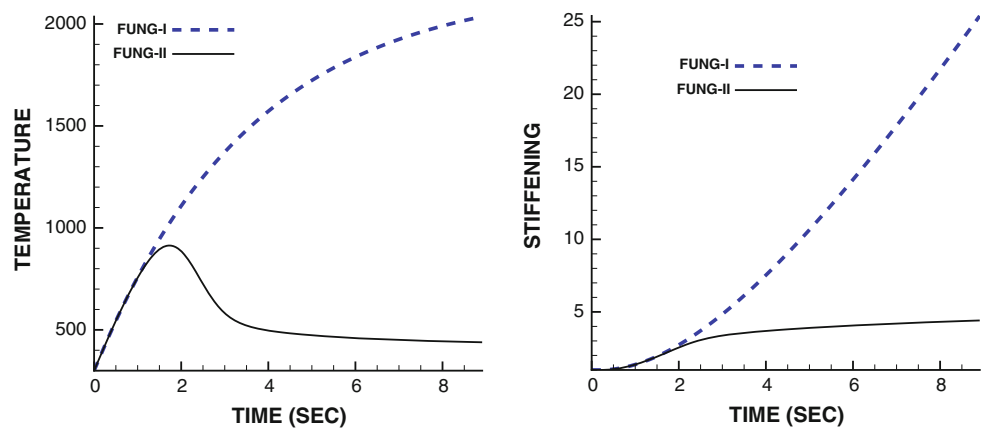 2000
1500
1000
500
TEMPERATURE
FUNG-I
FUNG-II
0
2
4
6
8
TIME (SEC)
25
20
15
10
5
STIFFENING
FUNG-I
FUNG-II
0
2
4
6
8
TIME (SEC)